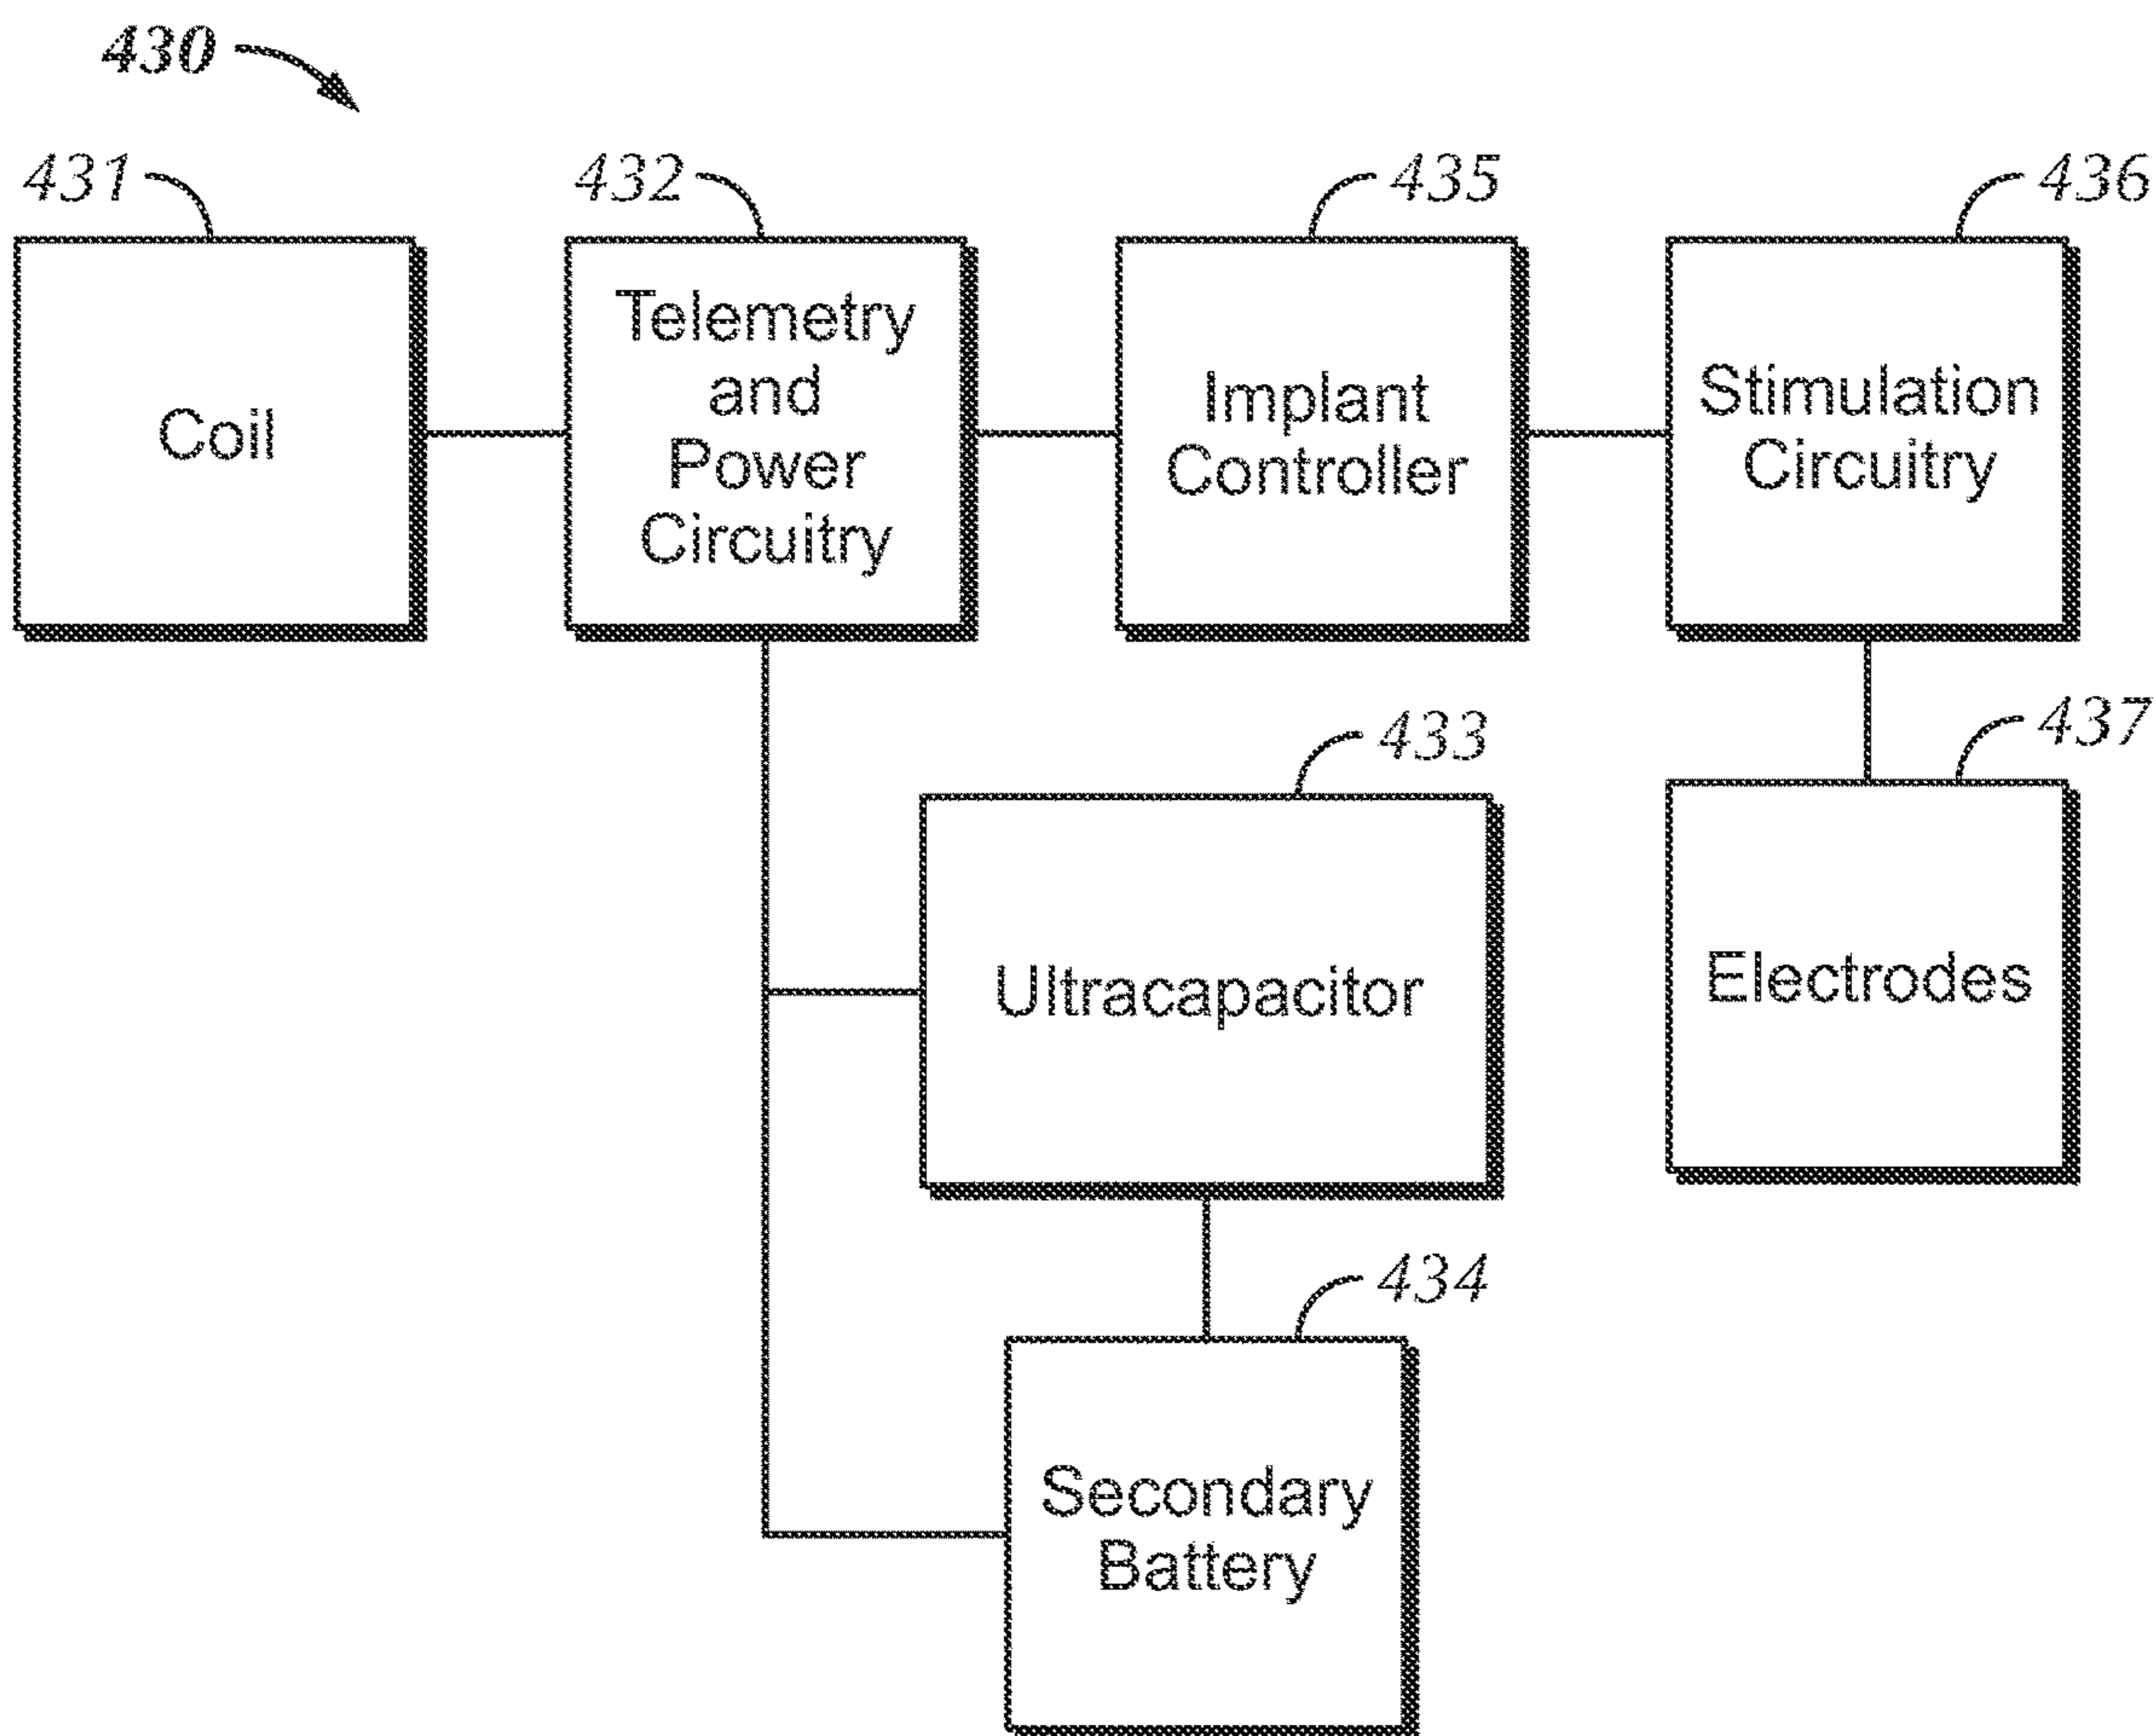 430
431
432
435
436
Coil
Telemetry
and
Power
Circuitry
Implant
Controller
Stimulation
Circuitry
433
437
Ultracapacitor
Electrodes
434
Secondary
Battery